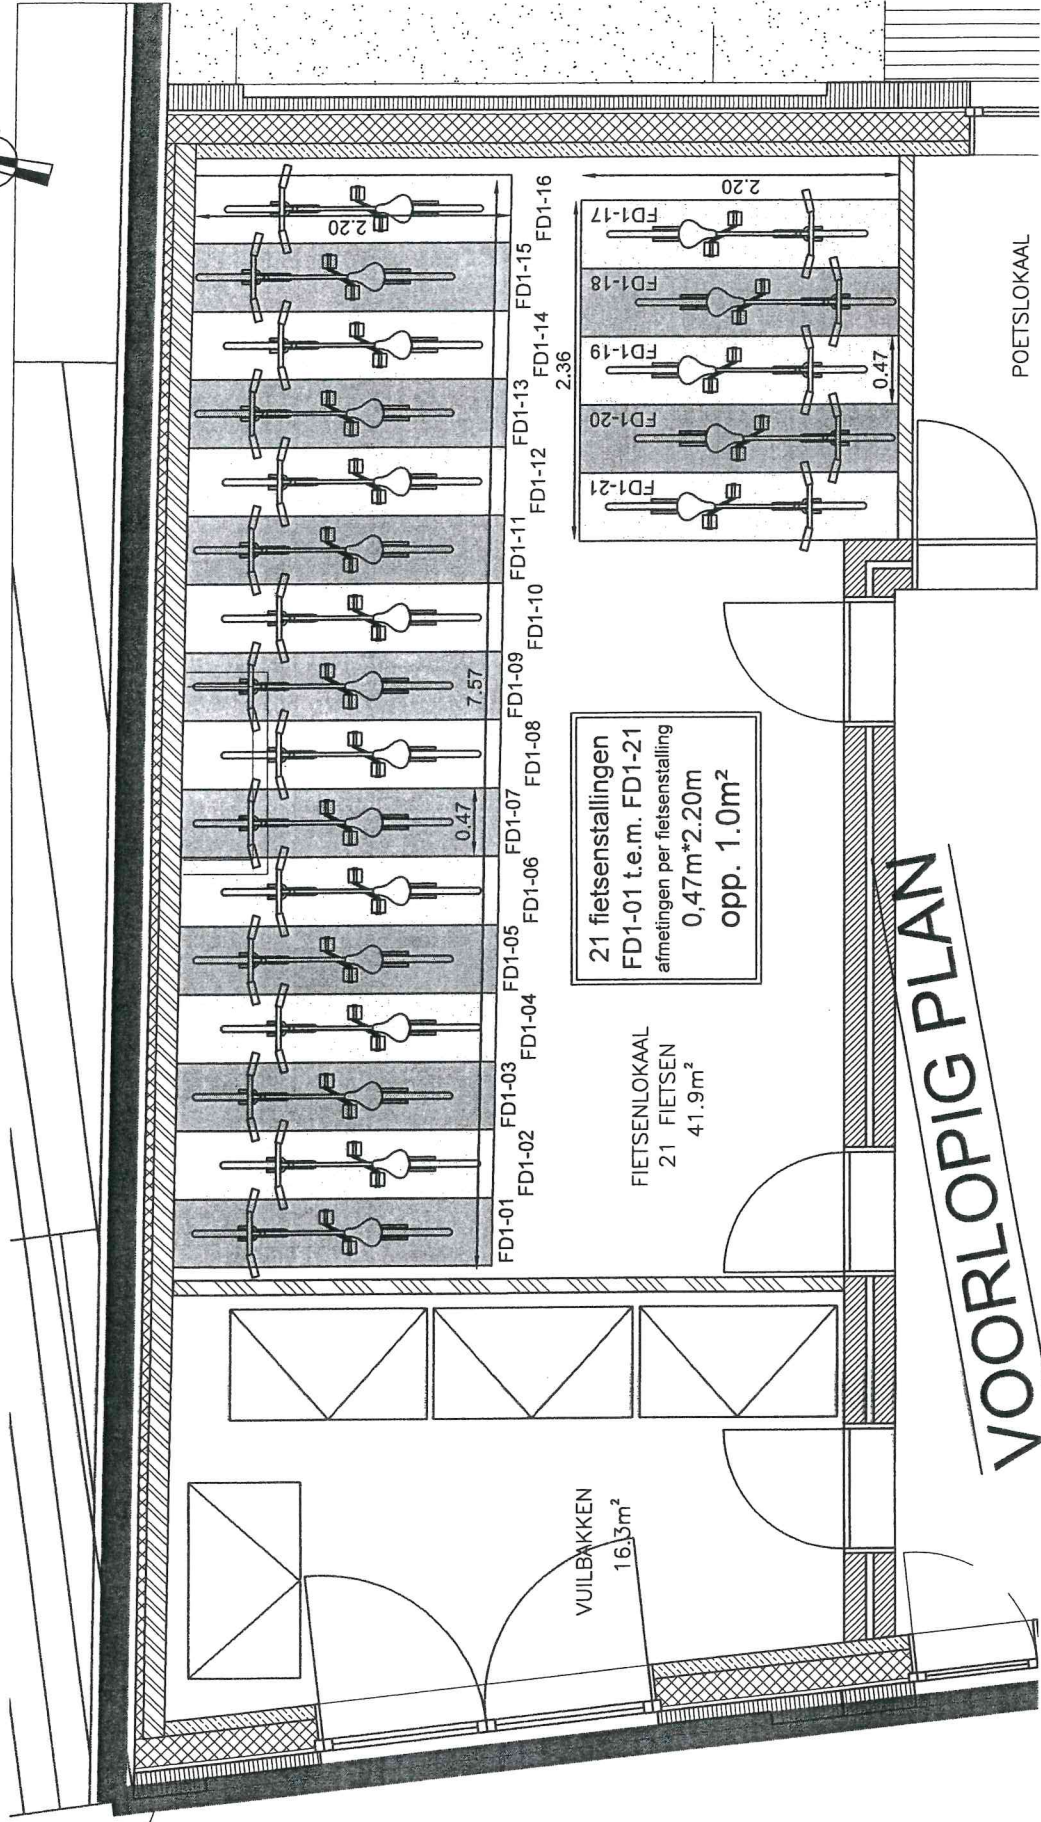 FD1-01
FD1-02
FD1-03
FD1-04
FD1-05
FD1-06
FD1-07
FD1-08
FD1-09
FD1-10
FD1-11
FD1-12
FD1-13
FD1-14
FD1-15
FD1-16
0.47
7.57
2.20
2.36
2.20
FD1-21
FD1-20
FD1-19
FD1-18
FD1-17
0.47
21 fietsenstallingen
FD1-01 t.e.m. FD1-21
afmetingen per fietsenstalling
0,47m*2.20m
opp. 1.0m²
FIETSENLOKAAL
21 FIETSEN
41.9m²
VUILBAKKEN
16.3m²
POETSLOKAAL
VOORLOPIG PLAN